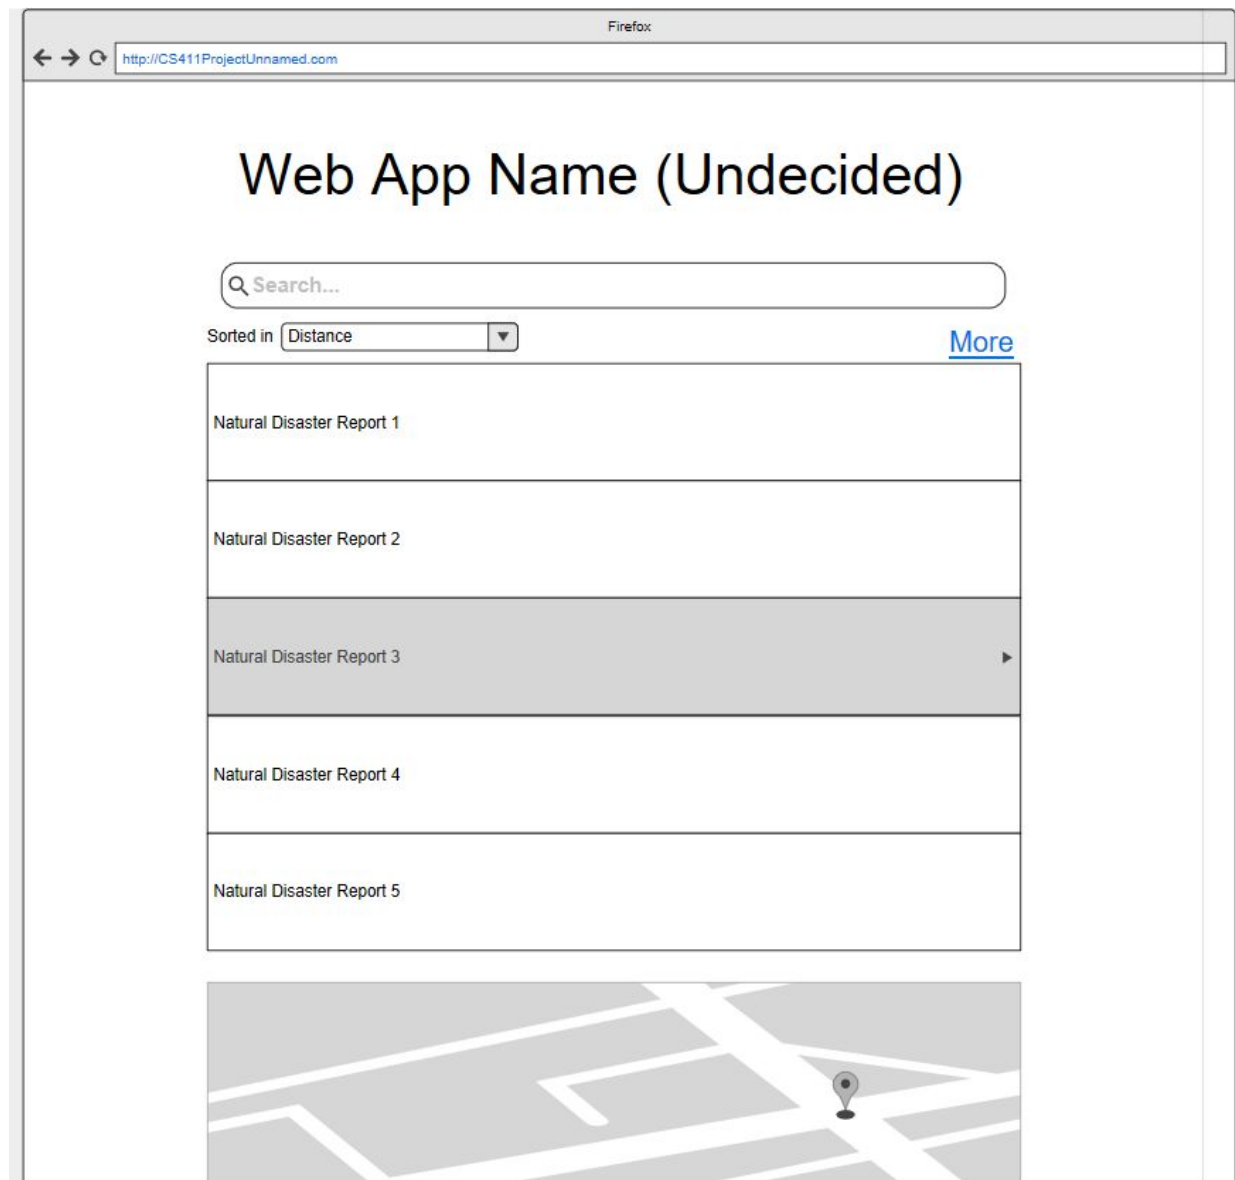 Firefox
http://CS411ProjectUnnamed.com
Web App Name (Undecided)
Search...
Sorted in Distance
More
Natural Disaster Report 1
Natural Disaster Report 2
Natural Disaster Report 3
Natural Disaster Report 4
Natural Disaster Report 5